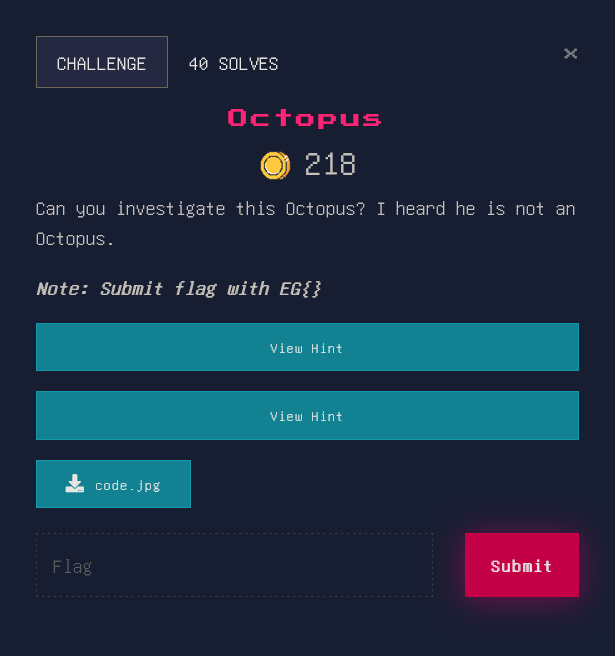 CHALLENGE 40 SOLVES ×
Octopus
218
Can you investigate this Octopus? I heard he is not an
Octopus.
Note: Submit flag with EG{}
View Hint
View Hint
code.jpg
Flag Submit